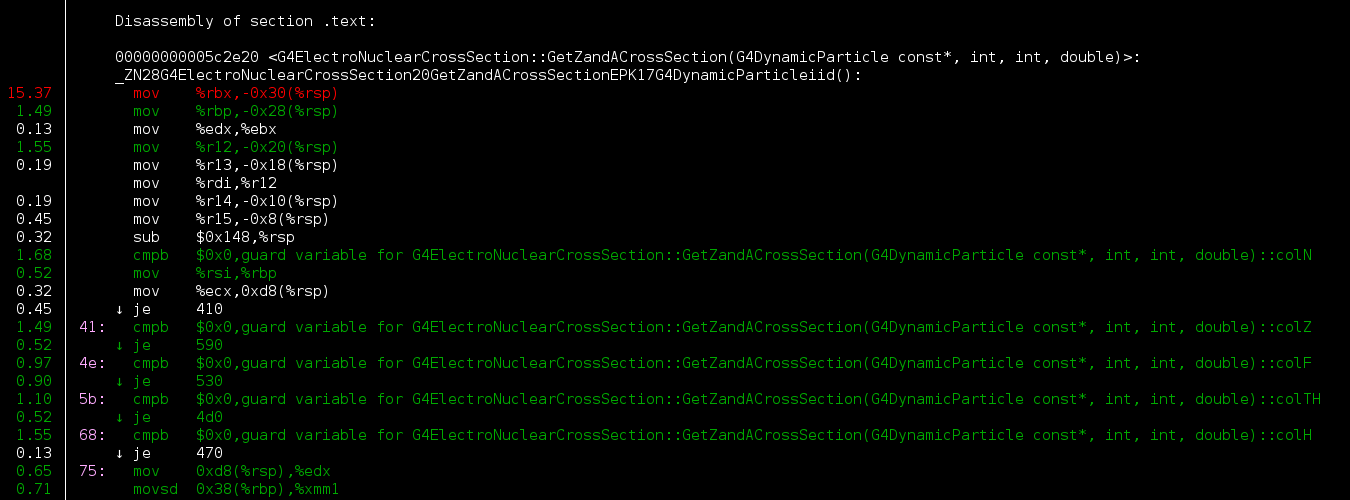 Disassembly of section .text:
00000000005c2e20 <G4ElectroNuclearCrossSection::GetZandACrossSection(G4DynamicParticle const*, int, int, double)>:
_ZN28G4ElectroNuclearCrossSection20GetZandACrossSectionEPK17G4DynamicParticleiid():
15.37 mov %rbx,-0x30(%rsp)
1.49 mov %rbp,-0x28(%rsp)
0.13 mov %edx,%ebx
1.55 mov %r12,-0x20(%rsp)
0.19 mov %r13,-0x18(%rsp)
mov %rdi,%r12
0.19 mov %r14,-0x10(%rsp)
0.45 mov %r15,-0x8(%rsp)
0.32 sub $0x148,%rsp
1.68 cmpb $0x0,guard variable for G4ElectroNuclearCrossSection::GetZandACrossSection(G4DynamicParticle const*, int, int, double)::colN
0.52 mov %rsi,%rbp
0.32 mov %ecx,0xd8(%rsp)
0.45 ↓ je 410
1.49 41: cmpb $0x0,guard variable for G4ElectroNuclearCrossSection::GetZandACrossSection(G4DynamicParticle const*, int, int, double)::colZ
0.52 ↓ je 590
0.97 4e: cmpb $0x0,guard variable for G4ElectroNuclearCrossSection::GetZandACrossSection(G4DynamicParticle const*, int, int, double)::colF
0.90 ↓ je 530
1.10 5b: cmpb $0x0,guard variable for G4ElectroNuclearCrossSection::GetZandACrossSection(G4DynamicParticle const*, int, int, double)::colTH
0.52 ↓ je 4d0
1.55 68: cmpb $0x0,guard variable for G4ElectroNuclearCrossSection::GetZandACrossSection(G4DynamicParticle const*, int, int, double)::colH
0.13 ↓ je 470
0.65 75: mov 0xd8(%rsp),%edx
0.71 movsd 0x38(%rbp),%xmm1